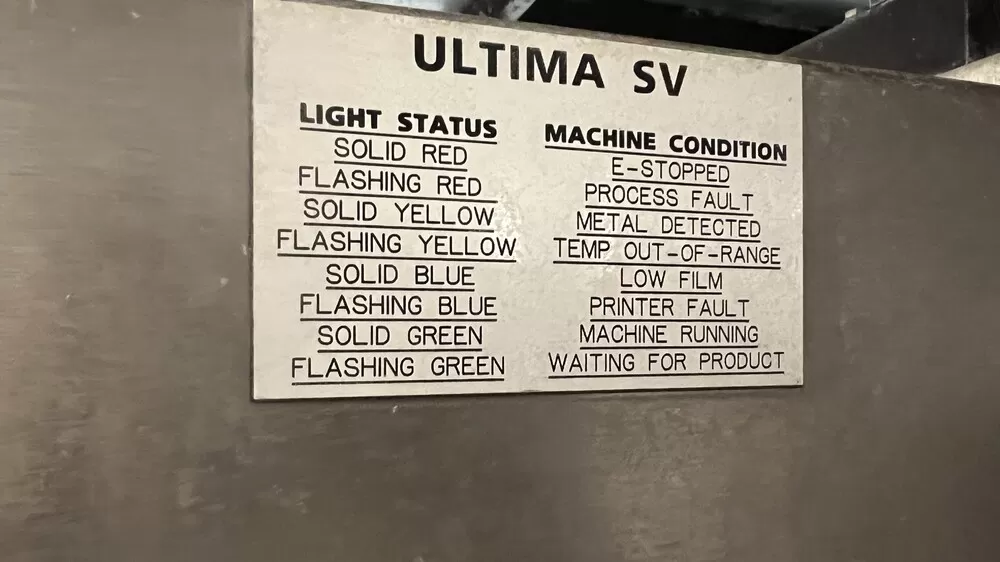 ULTIMA SV
LIGHT STATUS MACHINE CONDITION
SOLID RED E-STOPPED
FLASHING RED PROCESS FAULT
SOLID YELLOW METAL DETECTED
FLASHING YELLOW TEMP OUT-OF-RANGE
SOLID BLUE LOW FILM
FLASHING BLUE PRINTER FAULT
SOLID GREEN MACHINE RUNNING
FLASHING GREEN WAITING FOR PRODUCT